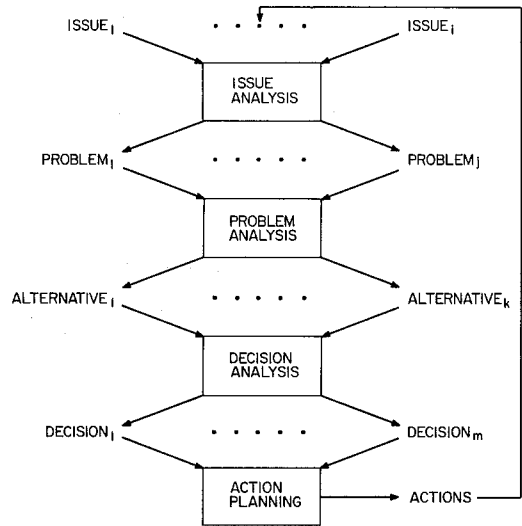 ISSUE₁ ISSUEᵢ
ISSUE
ANALYSIS
PROBLEM₁ PROBLEMⱼ
PROBLEM
ANALYSIS
ALTERNATIVE₁ ALTERNATIVEₖ
DECISION
ANALYSIS
DECISION₁ DECISIONₘ
ACTION
PLANNING
ACTIONS